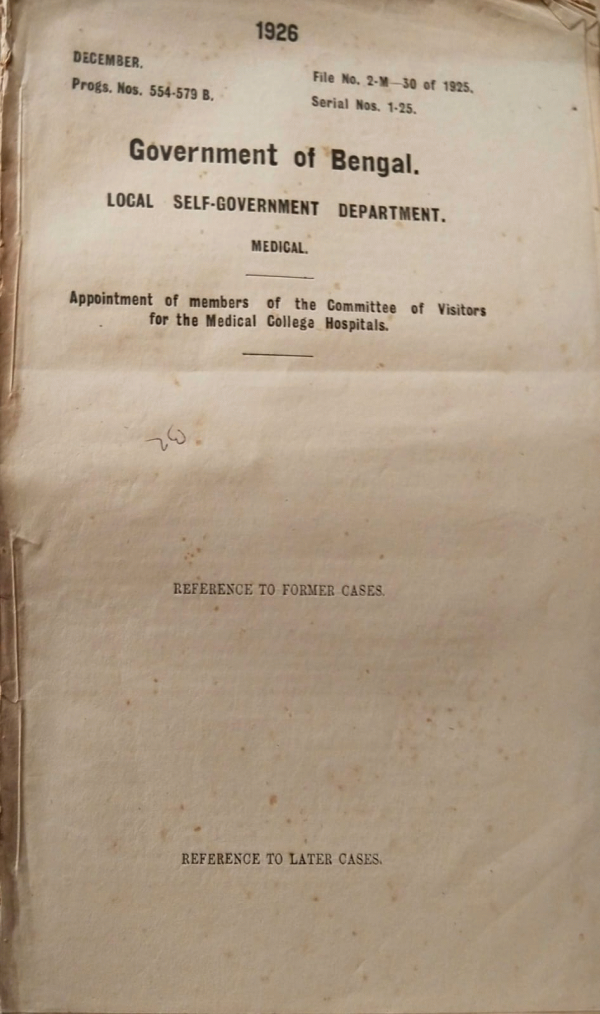 1926
DECEMBER.
Progs. Nos. 554-579 B.
File No. 2-M—30 of 1925.
Serial Nos. 1-25.
Government of Bengal.
LOCAL SELF-GOVERNMENT DEPARTMENT.
MEDICAL.
Appointment of members of the Committee of Visitors
for the Medical College Hospitals.
REFERENCE TO FORMER CASES.
REFERENCE TO LATER CASES.